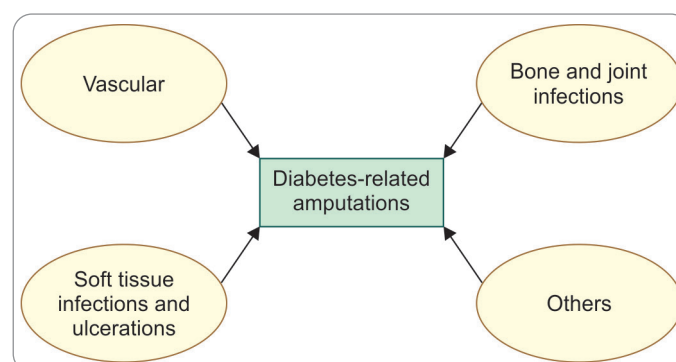 Vascular
Bone and joint
infections
Diabetes-related
amputations
Soft tissue
infections and
ulcerations
Others